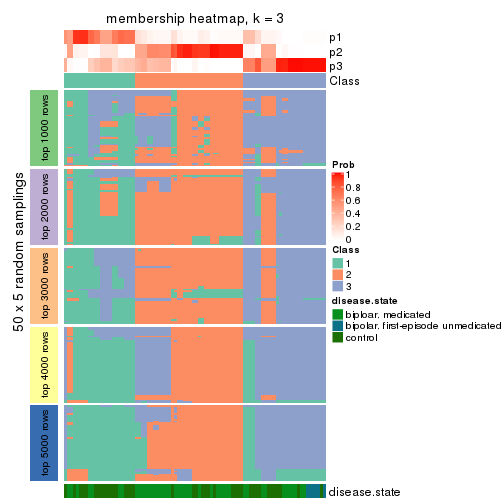 membership heatmap, k = 3
p1
p2
p3
Class
50 x 5 random samplings
top 1000 rows
top 2000 rows
top 3000 rows
top 4000 rows
top 5000 rows
Prob
1
0.8
0.6
0.4
0.2
0
Class
1
2
3
disease.state
biploar. medicated
bipolar. first-episode unmedicated
control
disease.state